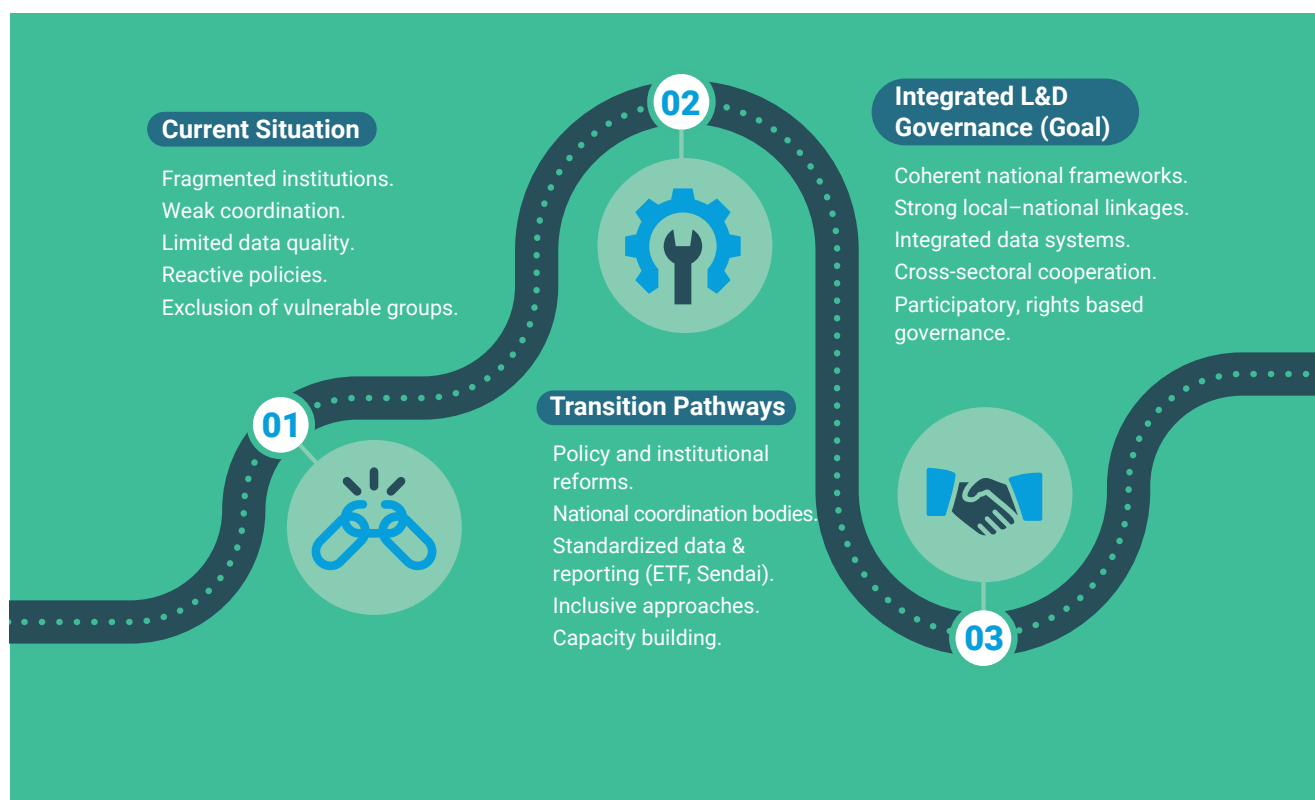 01
Current Situation
Fragmented institutions.
Weak coordination.
Limited data quality.
Reactive policies.
Exclusion of vulnerable groups.
02
Transition Pathways
Policy and institutional
reforms.
National coordination bodies.
Standardized data &
reporting (ETF, Sendai).
Inclusive approaches.
Capacity building.
03
Integrated L&D
Governance (Goal)
Coherent national frameworks.
Strong local–national linkages.
Integrated data systems.
Cross-sectoral cooperation.
Participatory, rights based
governance.